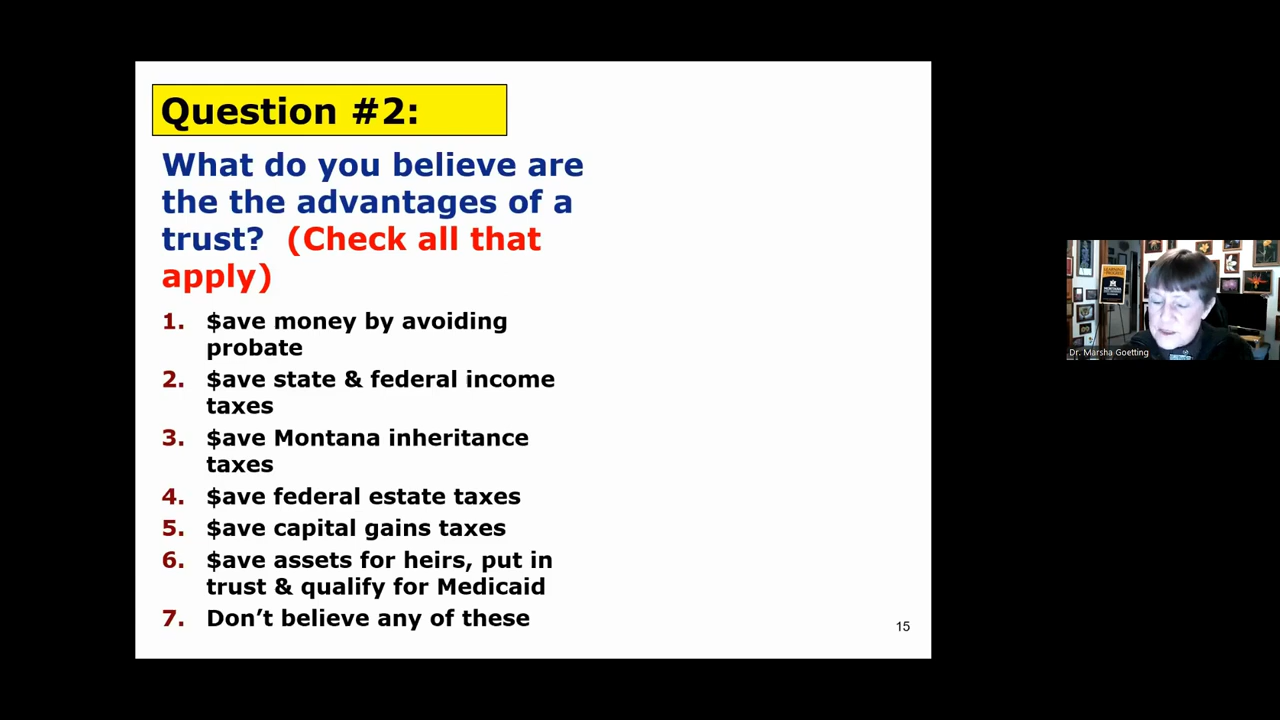 Question #2:
What do you believe are
the the advantages of a
trust?  (Check all that
apply)
1. $ave money by avoiding
probate
2. $ave state & federal income
taxes
3. $ave Montana inheritance
taxes
4. $ave federal estate taxes
5. $ave capital gains taxes
6. $ave assets for heirs, put in
trust & qualify for Medicaid
7. Don’t believe any of these
15
Dr. Marsha Goetting